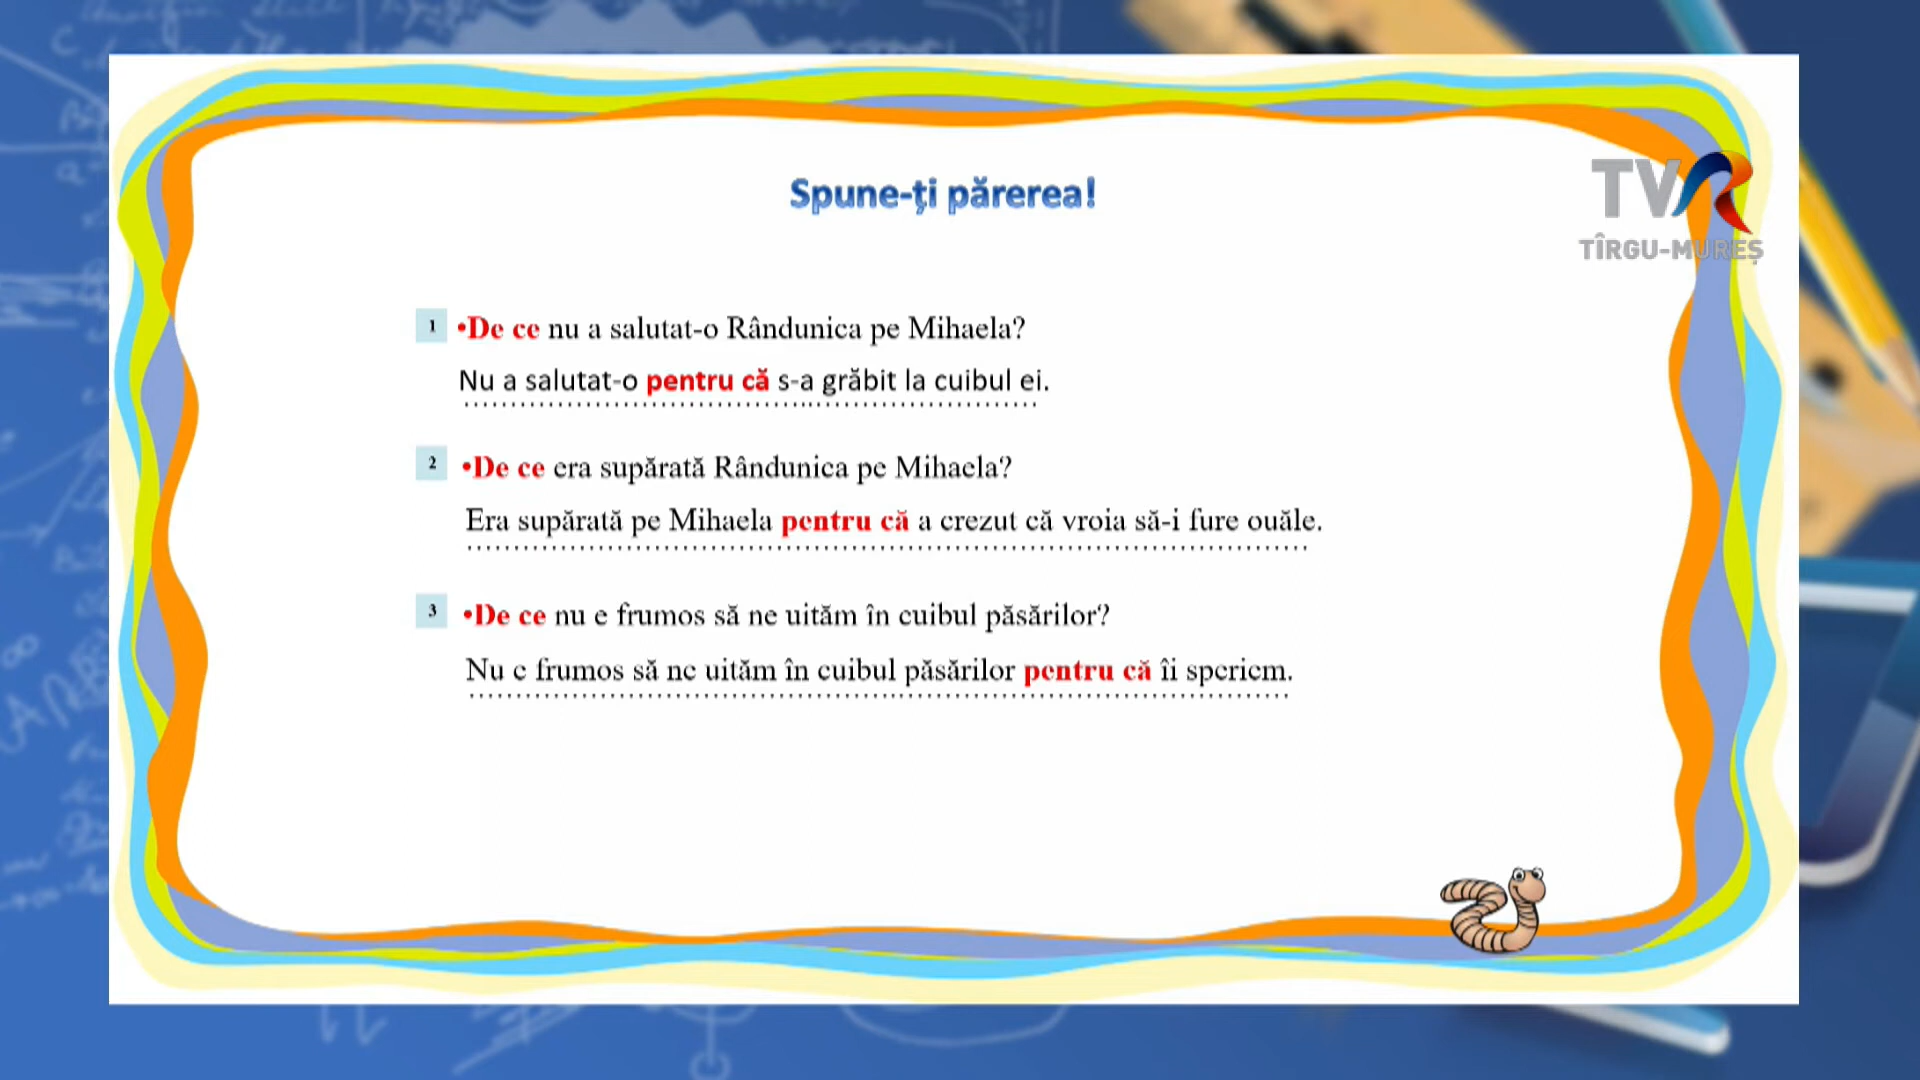 Spune-ți părerea!
TVR
TÎRGU-MUREȘ
1 •De ce nu a salutat-o Rândunica pe Mihaela?
Nu a salutat-o pentru că s-a grăbit la cuibul ei.
2 •De ce era supărată Rândunica pe Mihaela?
Era supărată pe Mihaela pentru că a crezut că vroia să-i fure ouăle.
3 •De ce nu e frumos să ne uităm în cuibul păsărilor?
Nu e frumos să ne uităm în cuibul păsărilor pentru că îi speriem.